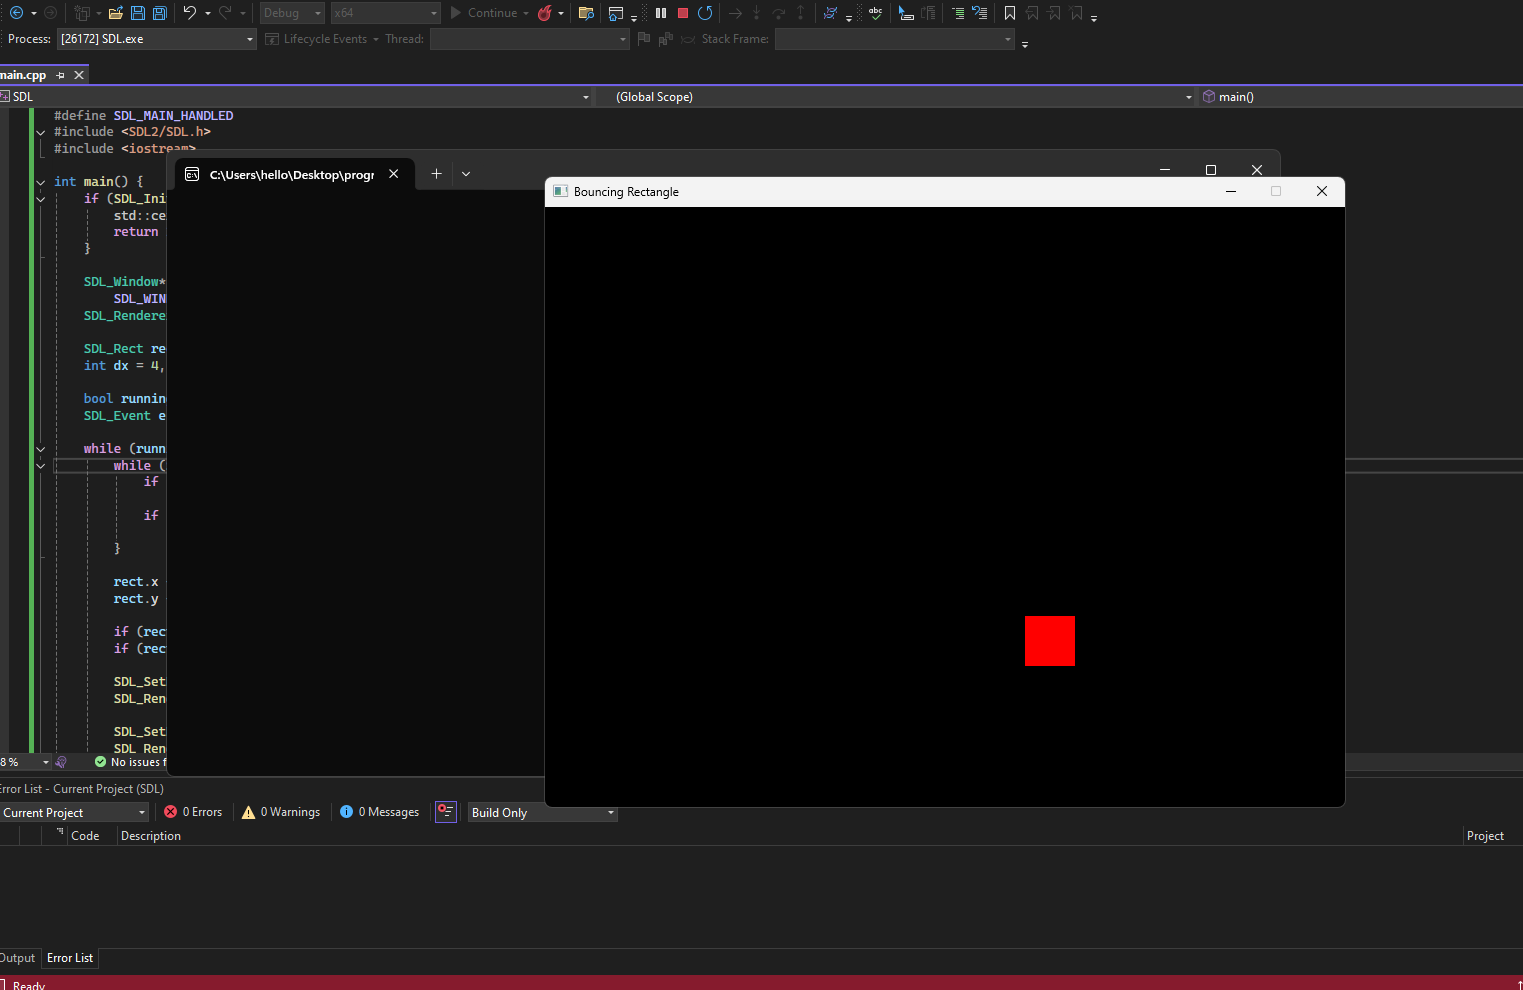 Debug x64 Continue
Process: [26172] SDL.exe Lifecycle Events Thread: Stack Frame:
main.cpp
SDL (Global Scope) main()
#define SDL_MAIN_HANDLED
#include <SDL2/SDL.h>
#include <iostream>
C:\Users\hello\Desktop\progr
int main() {
Bouncing Rectangle
if (SDL_Ini
std::ce
return
}
SDL_Window*
SDL_WIN
SDL_Rendere
SDL_Rect re
int dx = 4,
bool runnin
SDL_Event e
while (runn
while (
if
if
}
rect.x
rect.y
if (rec
if (rec
SDL_Set
SDL_Ren
SDL_Set
SDL_Ren
8 % No issues f
Error List - Current Project (SDL)
Current Project 0 Errors 0 Warnings 0 Messages Build Only
Code Description Project
Output Error List
Ready